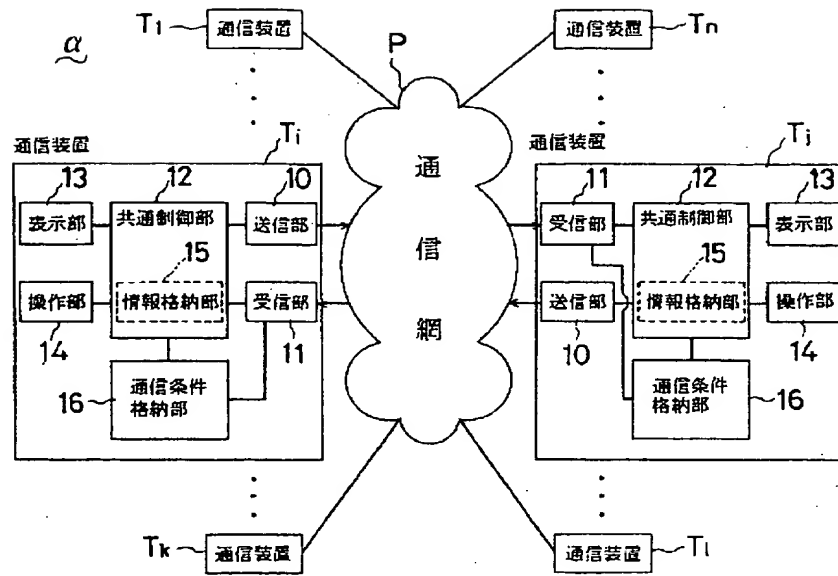 α
T1 通信装置
P
通信装置 Tn
通信装置
Ti
13 12 10
表示部 共通制御部 送信部
15
操作部 情報格納部 受信部
14 11
16 通信条件
格納部
通信網
通信装置
Tj
11 12 13
受信部 共通制御部 表示部
15
送信部 情報格納部 操作部
10 14
通信条件
格納部 16
Tk 通信装置
通信装置 Tl